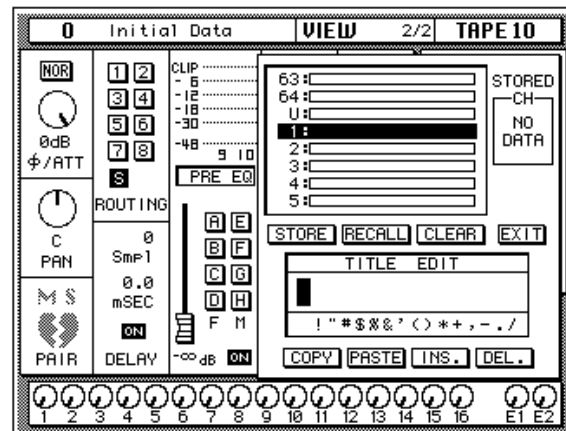 0 Initial Data VIEW 2/2 TAPE 10
NOR
0dB
ϕ/ATT
C
PAN
M S
PAIR
1 2
3 4
5 6
7 8
S
ROUTING
0
Smpl
0.0
mSEC
ON
DELAY
CLIP
- 6
-12
-18
-30
-48
9 10
PRE EQ
A E
B F
C G
D H
F M
-∞ dB ON
63:
64:
U:
1:
2:
3:
4:
5:
STORED
CH
NO
DATA
STORE RECALL CLEAR EXIT
TITLE EDIT
!"#$%&'()*+,-./
COPY PASTE INS. DEL.
1 2 3 4 5 6 7 8 9 10 11 12 13 14 15 16 E1 E2